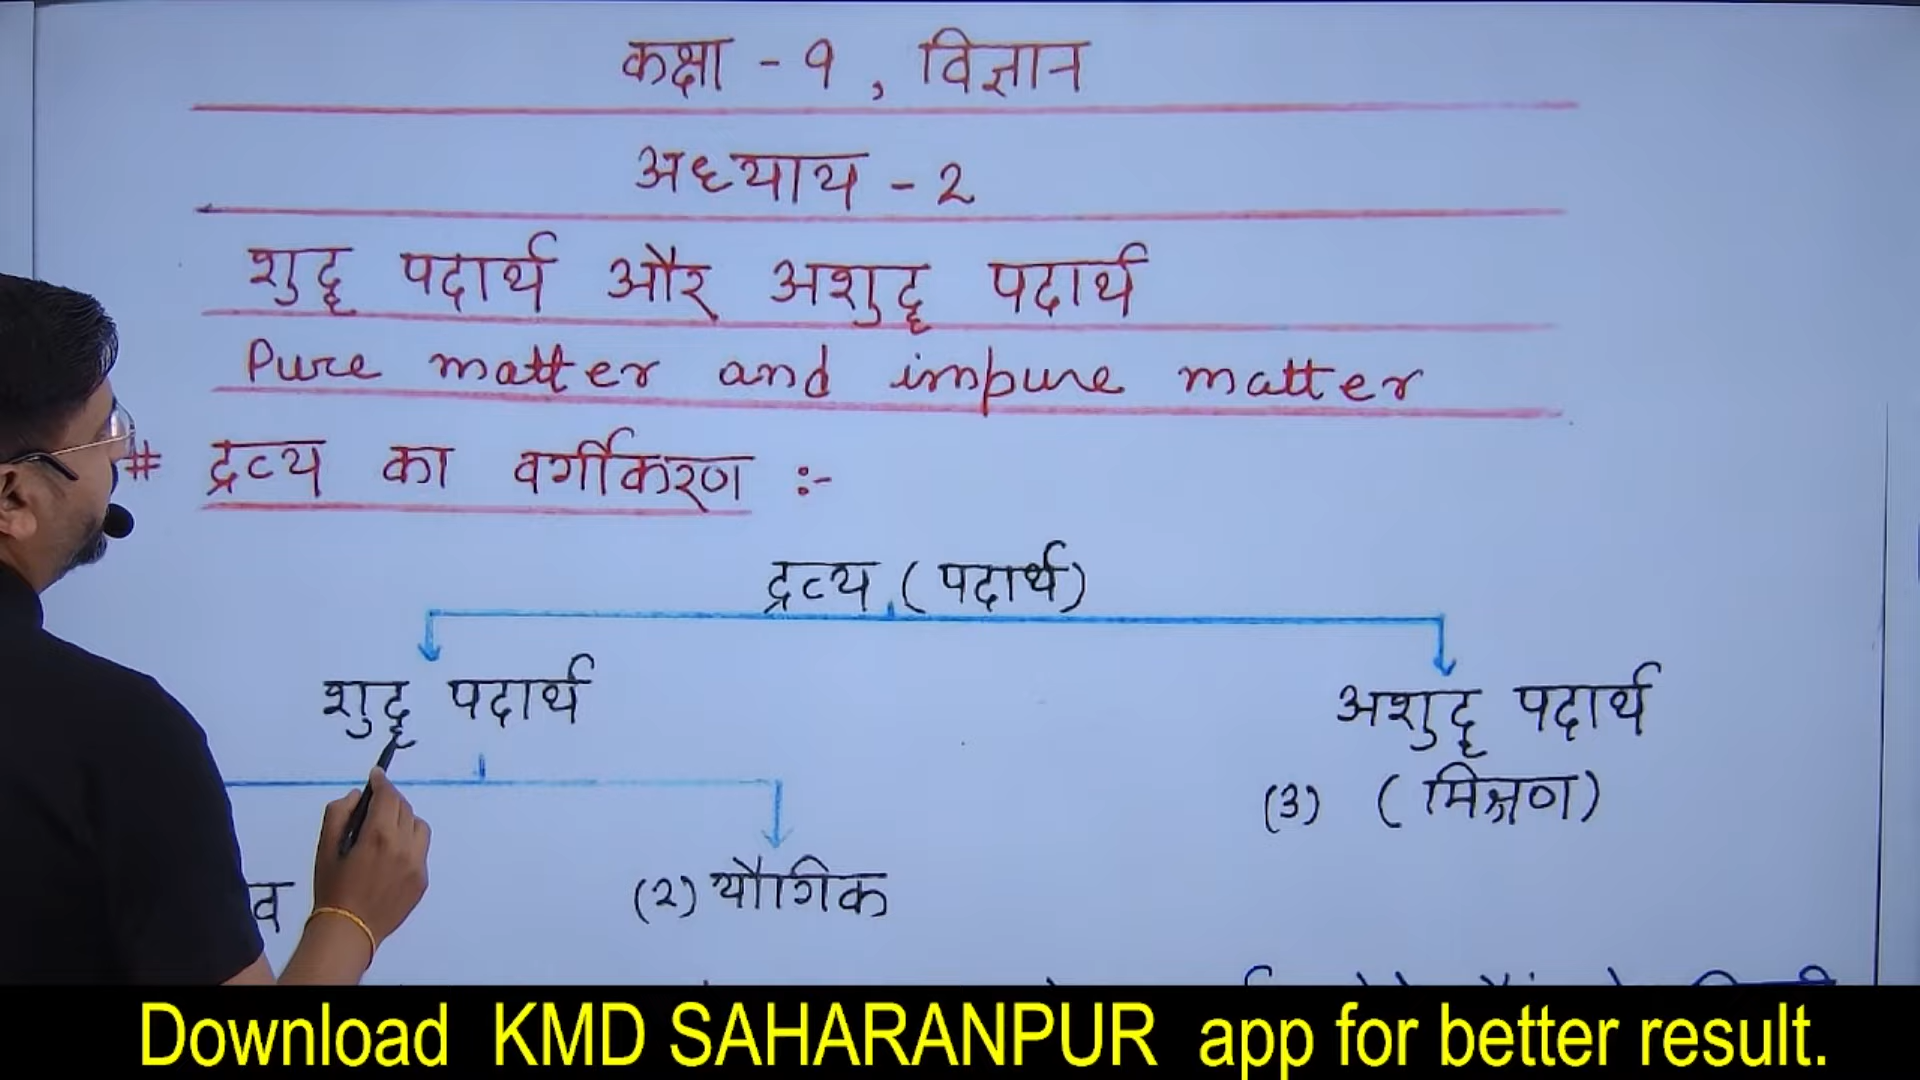 कक्षा - 9 , विज्ञान
अध्याय - 2
शुद्ध पदार्थ और अशुद्ध पदार्थ
Pure matter and impure matter
# द्रव्य का वर्गीकरण :-
द्रव्य ( पदार्थ )
शुद्ध पदार्थ
अशुद्ध पदार्थ
(3) ( मिश्रण )
(2) यौगिक
Download KMD SAHARANPUR app for better result.